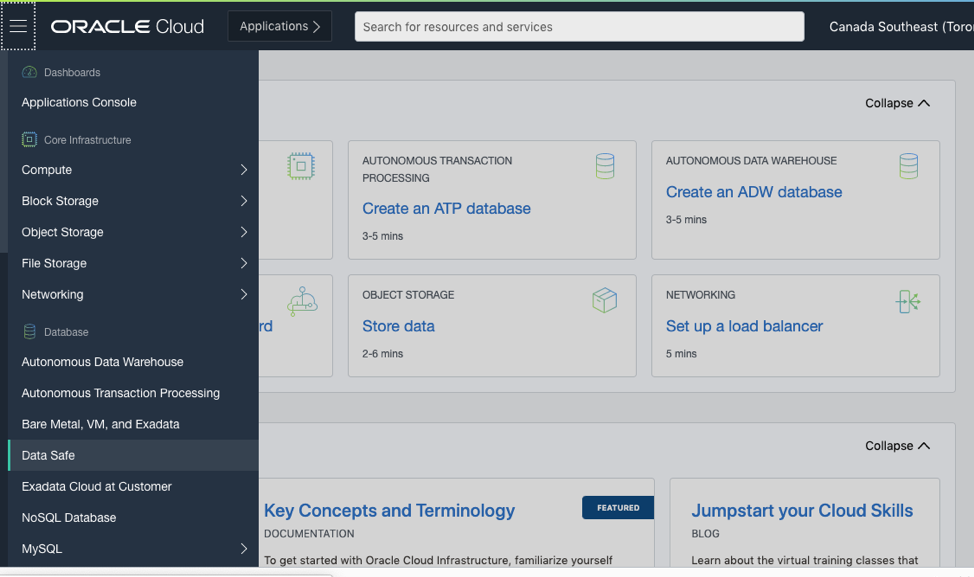 ORACLE Cloud
Applications
Search for resources and services
Canada Southeast (Toro
Dashboards
Applications Console
Core Infrastructure
Compute
Block Storage
Object Storage
File Storage
Networking
Database
Autonomous Data Warehouse
Autonomous Transaction Processing
Bare Metal, VM, and Exadata
Data Safe
Exadata Cloud at Customer
NoSQL Database
MySQL
Collapse
AUTONOMOUS TRANSACTION
PROCESSING
Create an ATP database
3-5 mins
AUTONOMOUS DATA WAREHOUSE
Create an ADW database
3-5 mins
rd
OBJECT STORAGE
Store data
2-6 mins
NETWORKING
Set up a load balancer
5 mins
Collapse
Key Concepts and Terminology
FEATURED
DOCUMENTATION
To get started with Oracle Cloud Infrastructure, familiarize yourself
Jumpstart your Cloud Skills
BLOG
Learn about the virtual training classes that